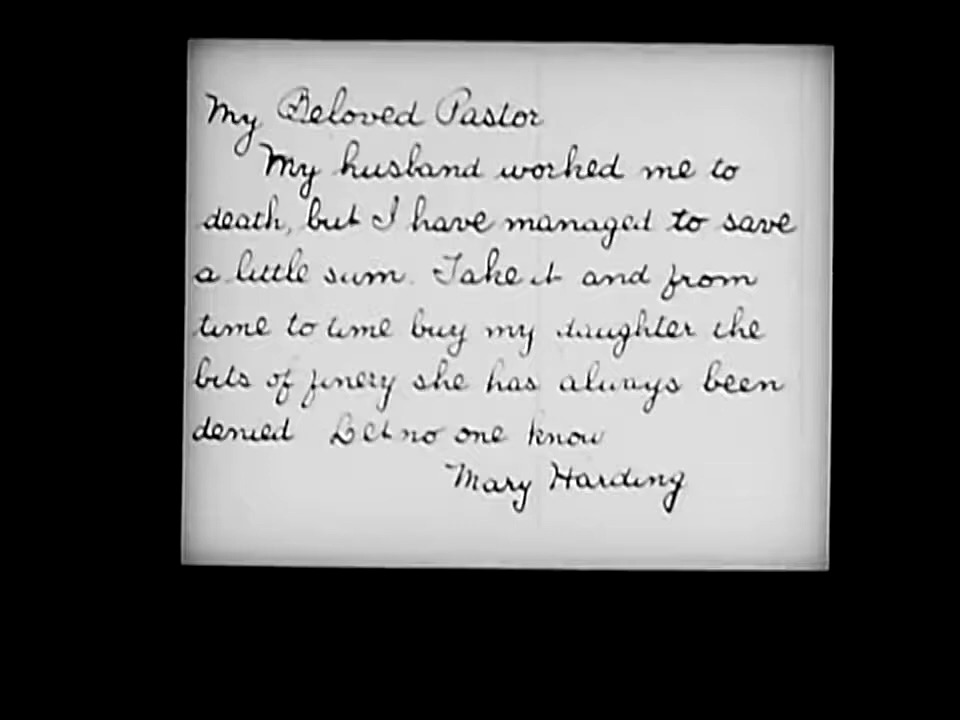 My Beloved Pastor
My husband worked me to
death, but I have managed to save
a little sum. Take it and from
time to time buy my daughter the
bits of finery she has always been
denied Let no one know
Mary Harding